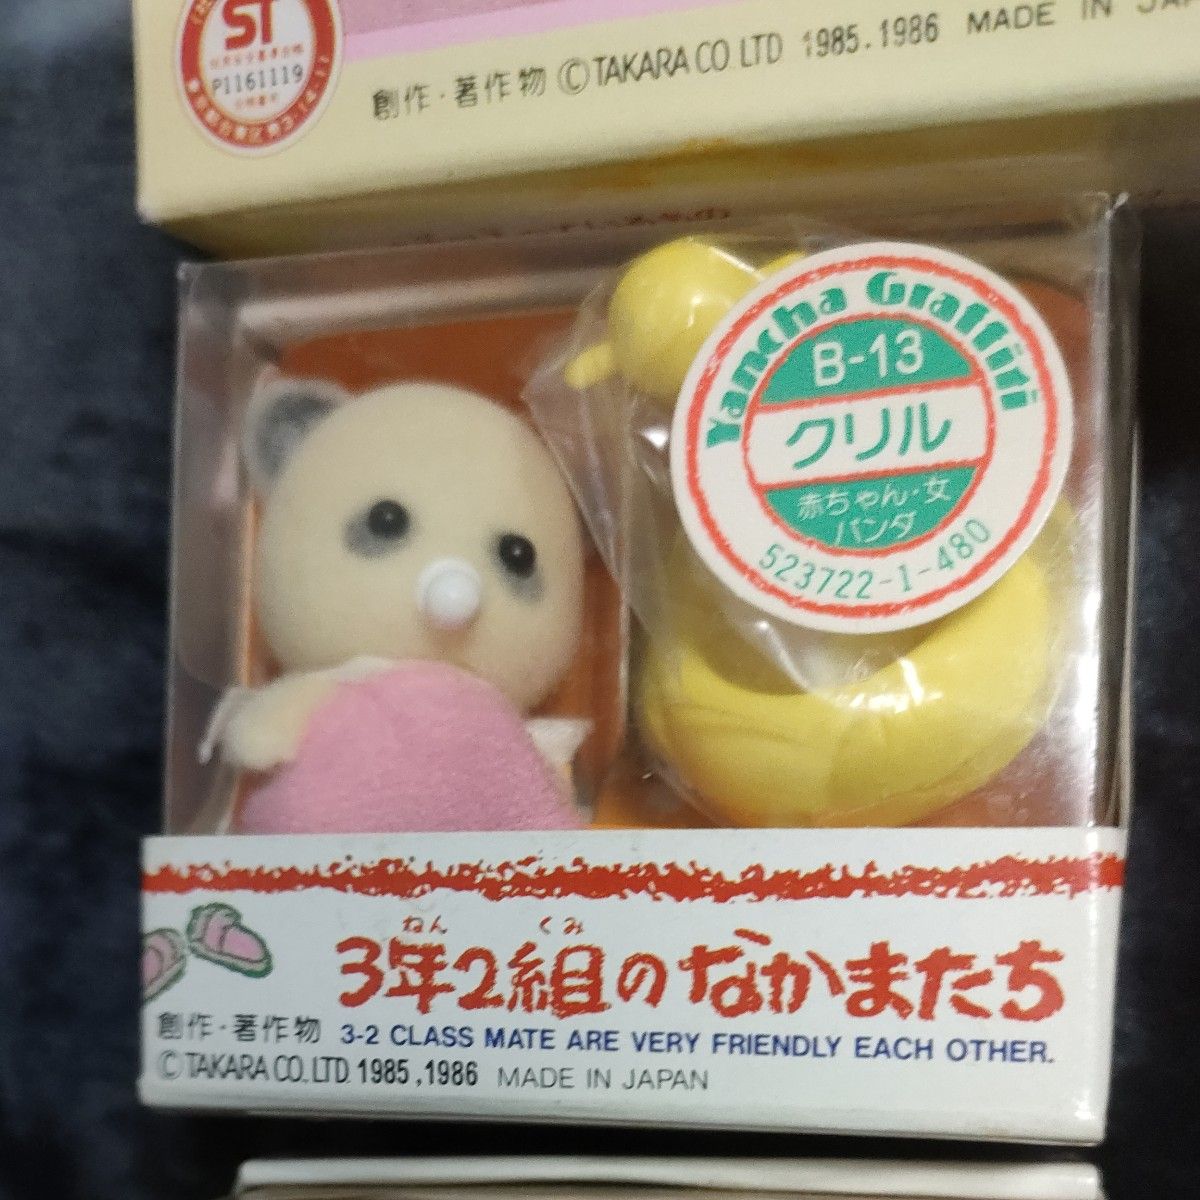 ST
P1161119
創作・著作物 ©TAKARA CO. LTD 1985, 1986 MADE IN
Yancha Graffiri
B-13
クリル
赤ちゃん・女
パンダ
523722-1-480
ねん くみ
3年2組のなかまたち
創作・著作物 3-2 CLASS MATE ARE VERY FRIENDLY EACH OTHER.
©TAKARA CO., LTD. 1985, 1986 MADE IN JAPAN